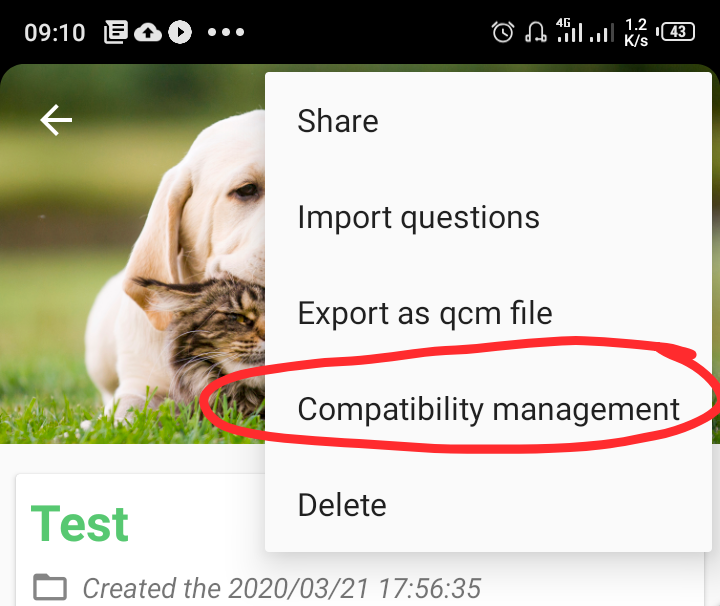 09:10
4G
1.2
K/s
43
Share
Import questions
Export as qcm file
Compatibility management
Delete
Test
Created the 2020/03/21 17:56:35